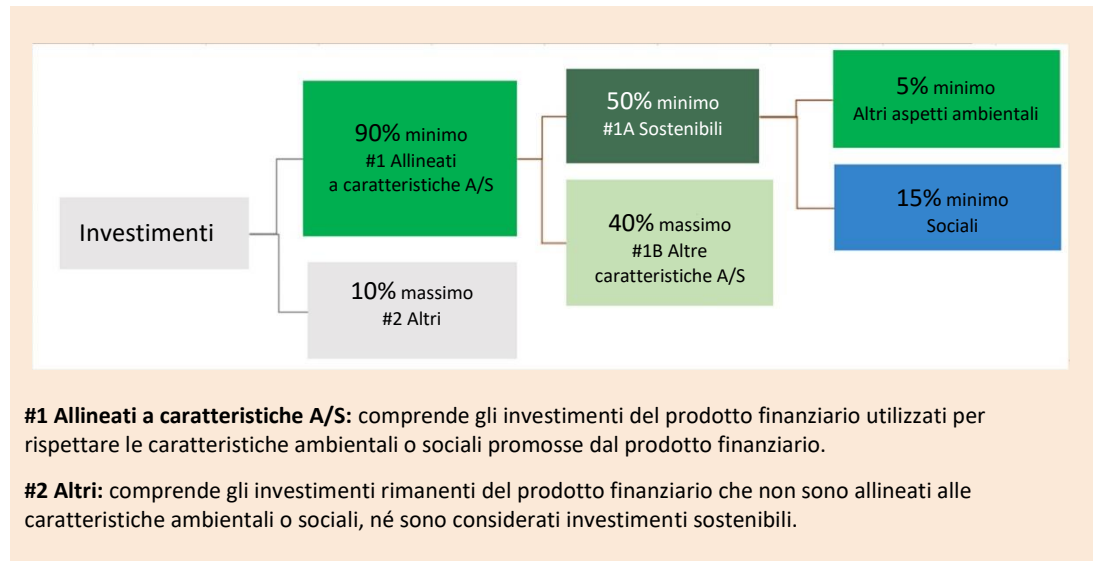 Investimenti
90% minimo
#1 Allineati
a caratteristiche A/S
10% massimo
#2 Altri
50% minimo
#1A Sostenibili
40% massimo
#1B Altre
caratteristiche A/S
5% minimo
Altri aspetti ambientali
15% minimo
Sociali
#1 Allineati a caratteristiche A/S: comprende gli investimenti del prodotto finanziario utilizzati per
rispettare le caratteristiche ambientali o sociali promosse dal prodotto finanziario.
#2 Altri: comprende gli investimenti rimanenti del prodotto finanziario che non sono allineati alle
caratteristiche ambientali o sociali, né sono considerati investimenti sostenibili.